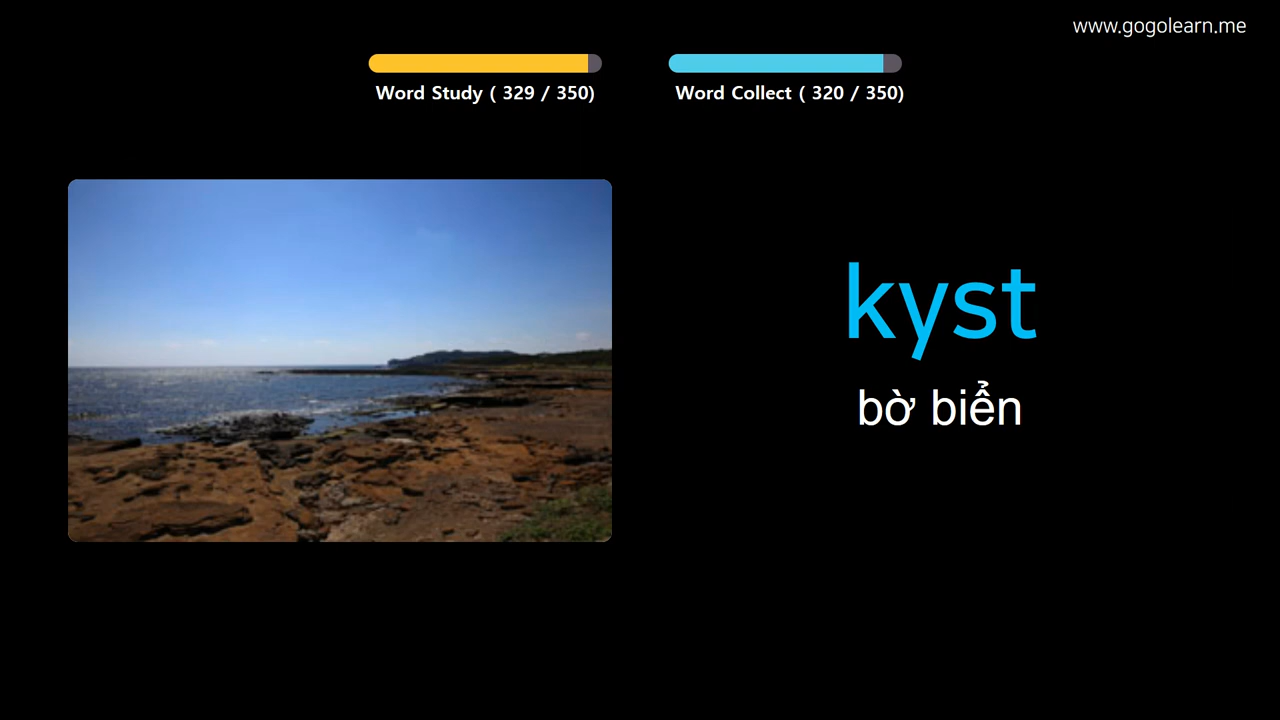 www.gogolearn.me
Word Study ( 329 / 350)
Word Collect ( 320 / 350)
kyst
bờ biển